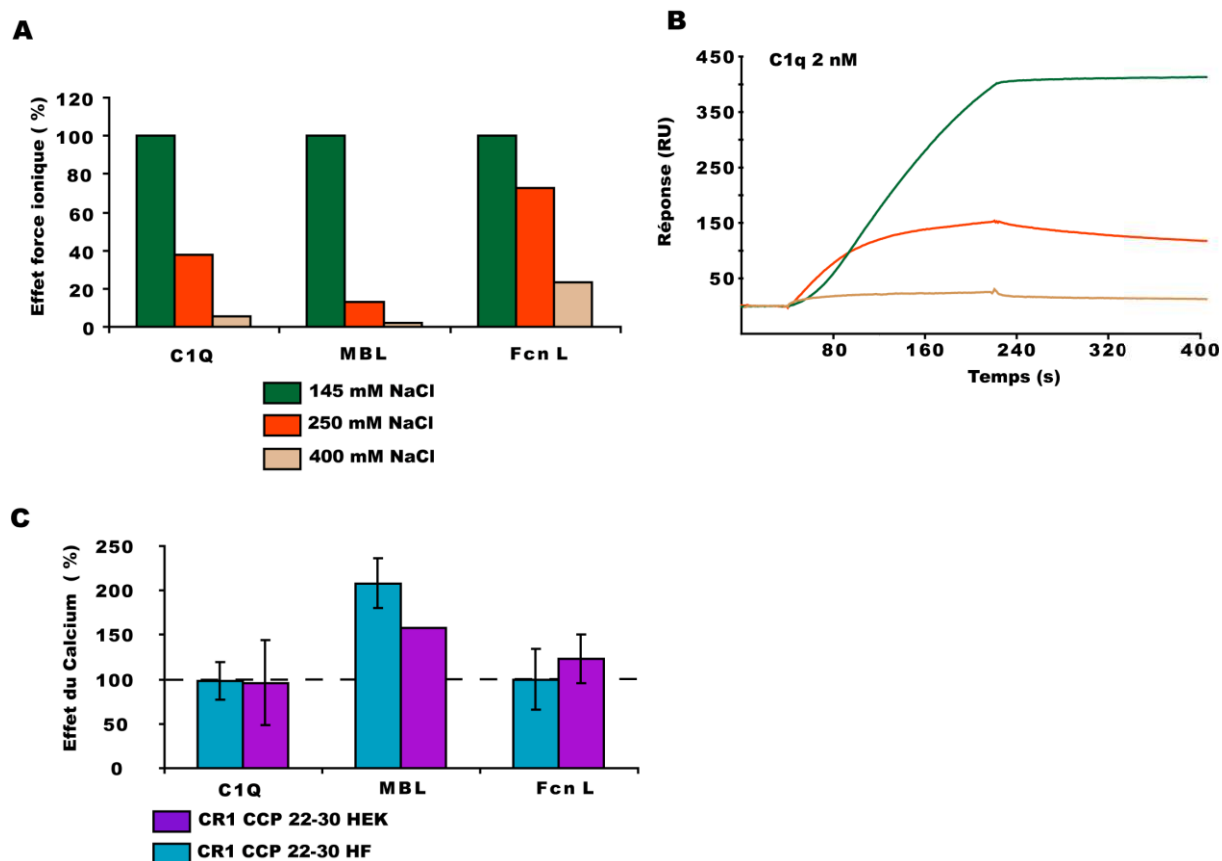 A
Effet force ionique ( %)
120
100
80
60
40
20
0
C1Q
MBL
Fcn L
145 mM NaCl
250 mM NaCl
400 mM NaCl
B
C1q 2 nM
Réponse (RU)
450
350
250
150
50
80
160
240
320
400
Temps (s)
C
Effet du Calcium ( %)
250
200
150
100
50
0
C1Q
MBL
Fcn L
CR1 CCP 22-30 HEK
CR1 CCP 22-30 HF